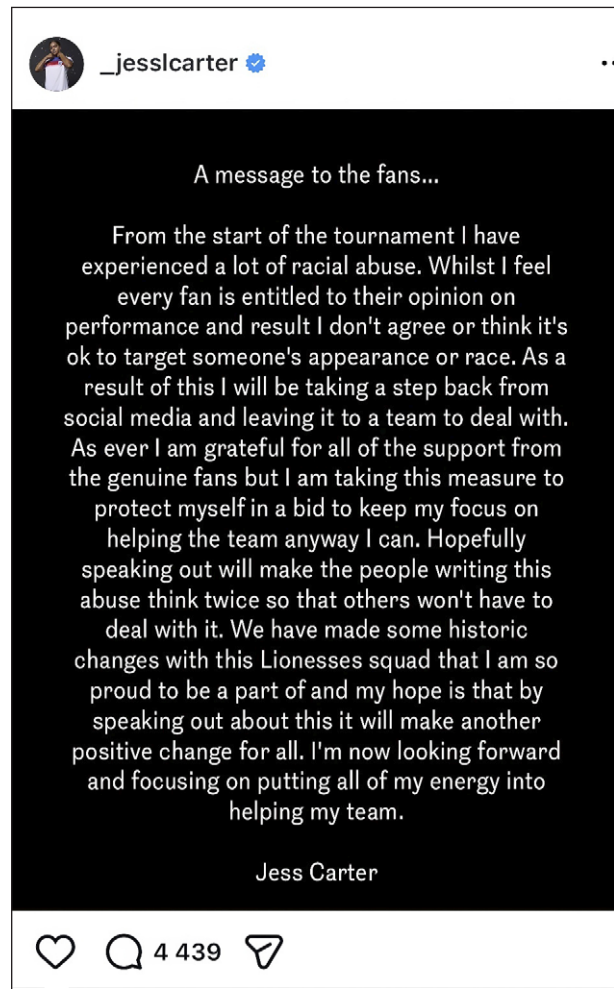 _jesslcarter
A message to the fans...
From the start of the tournament I have
experienced a lot of racial abuse. Whilst I feel
every fan is entitled to their opinion on
performance and result I don't agree or think it's
ok to target someone's appearance or race. As a
result of this I will be taking a step back from
social media and leaving it to a team to deal with.
As ever I am grateful for all of the support from
the genuine fans but I am taking this measure to
protect myself in a bid to keep my focus on
helping the team anyway I can. Hopefully
speaking out will make the people writing this
abuse think twice so that others won't have to
deal with it. We have made some historic
changes with this Lionesses squad that I am so
proud to be a part of and my hope is that by
speaking out about this it will make another
positive change for all. I'm now looking forward
and focusing on putting all of my energy into
helping my team.
Jess Carter
4 439